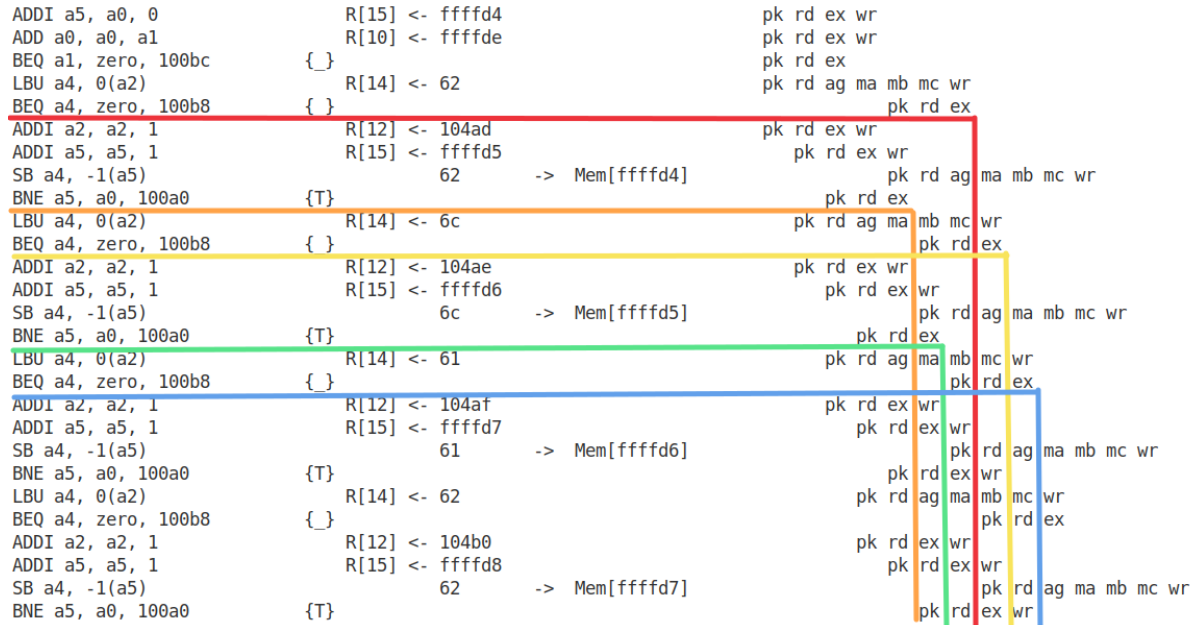 ADDI a5, a0, 0 R[15] <- ffffd4 pk rd ex wr
ADD a0, a0, a1 R[10] <- ffffde pk rd ex wr
BEQ a1, zero, 100bc {_} pk rd ex
LBU a4, 0(a2) R[14] <- 62 pk rd ag ma mb mc wr
BEQ a4, zero, 100b8 {_} pk rd ex
ADDI a2, a2, 1 R[12] <- 104ad pk rd ex wr
ADDI a5, a5, 1 R[15] <- ffffd5 pk rd ex wr
SB a4, -1(a5) 62 -> Mem[ffffd4] pk rd ag ma mb mc wr
BNE a5, a0, 100a0 {T} pk rd ex
LBU a4, 0(a2) R[14] <- 6c pk rd ag ma mb mc wr
BEQ a4, zero, 100b8 {_} pk rd ex
ADDI a2, a2, 1 R[12] <- 104ae pk rd ex wr
ADDI a5, a5, 1 R[15] <- ffffd6 pk rd ex wr
SB a4, -1(a5) 6c -> Mem[ffffd5] pk rd ag ma mb mc wr
BNE a5, a0, 100a0 {T} pk rd ex
LBU a4, 0(a2) R[14] <- 61 pk rd ag ma mb mc wr
BEQ a4, zero, 100b8 {_} pk rd ex
ADDI a2, a2, 1 R[12] <- 104af pk rd ex wr
ADDI a5, a5, 1 R[15] <- ffffd7 pk rd ex wr
SB a4, -1(a5) 61 -> Mem[ffffd6] pk rd ag ma mb mc wr
BNE a5, a0, 100a0 {T} pk rd ex wr
LBU a4, 0(a2) R[14] <- 62 pk rd ag ma mb mc wr
BEQ a4, zero, 100b8 {_} pk rd ex
ADDI a2, a2, 1 R[12] <- 104b0 pk rd ex wr
ADDI a5, a5, 1 R[15] <- ffffd8 pk rd ex wr
SB a4, -1(a5) 62 -> Mem[ffffd7] pk rd ag ma mb mc wr
BNE a5, a0, 100a0 {T} pk rd ex wr